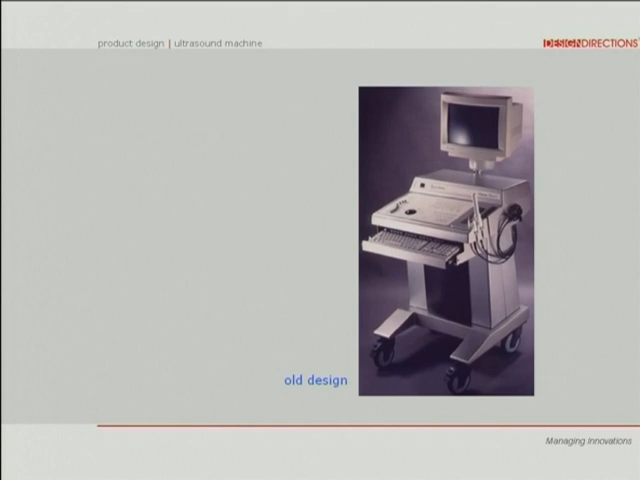 product design | ultrasound machine
DESIGNDIRECTIONS
old design
Managing innovations